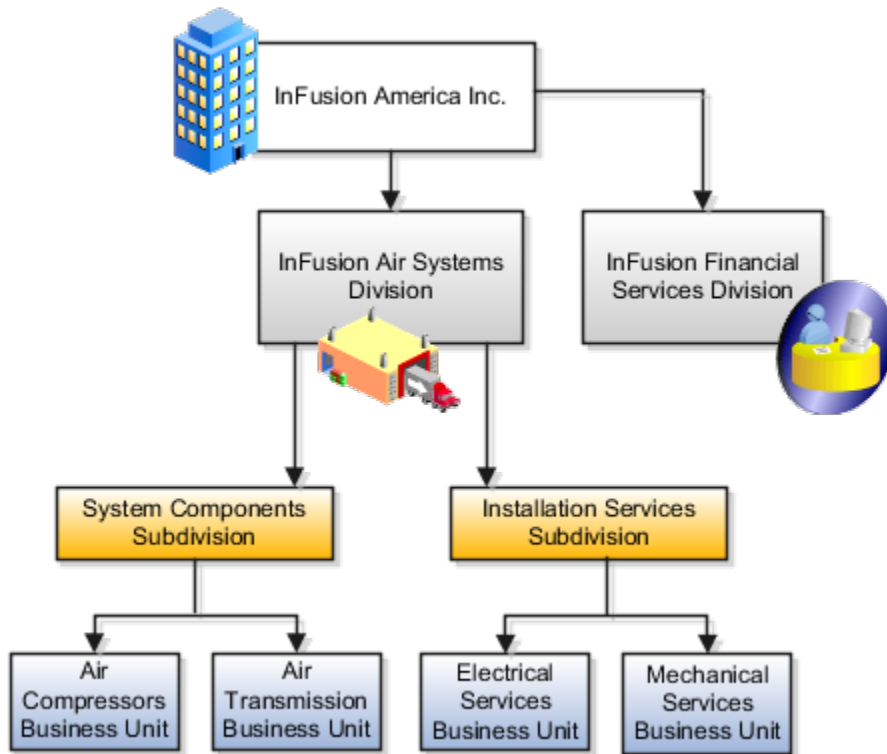 InFusion America Inc.
InFusion Air Systems
Division
InFusion Financial
Services Division
System Components
Subdivision
Installation Services
Subdivision
Air
Compressors
Business Unit
Air
Transmission
Business Unit
Electrical
Services
Business Unit
Mechanical
Services
Business Unit